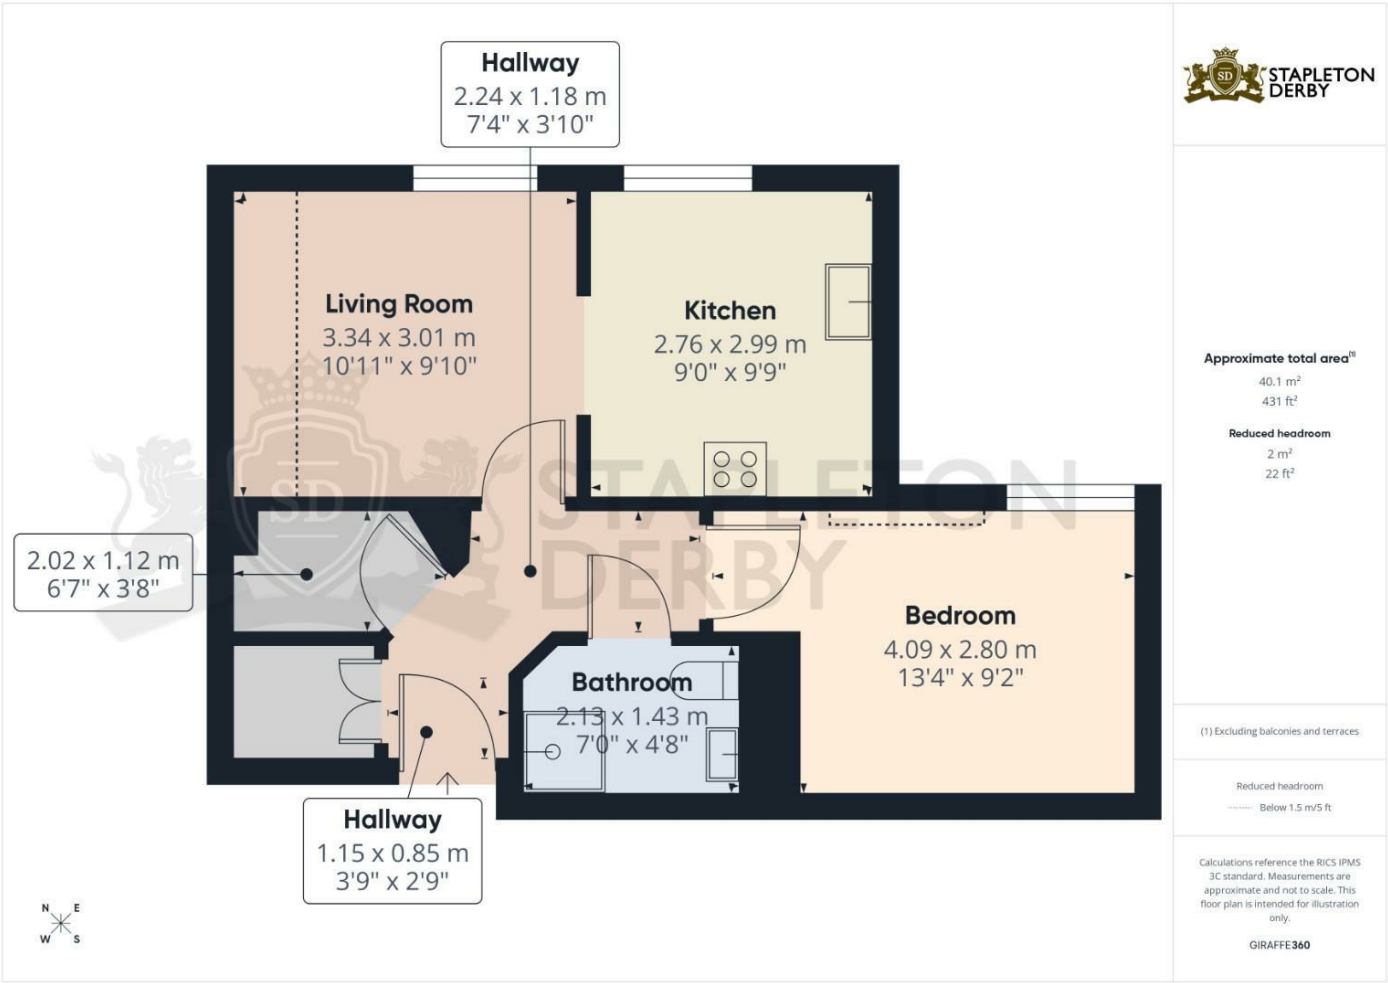 Hallway
2.24 x 1.18 m
7'4" x 3'10"
SD
STAPLETON
DERBY
Living Room
3.34 x 3.01 m
10'11" x 9'10"
Kitchen
2.76 x 2.99 m
9'0" x 9'9"
Approximate total area(1)
40.1 m²
431 ft²
Reduced headroom
2 m²
22 ft²
SD
STAPLETON
DERBY
2.02 x 1.12 m
6'7" x 3'8"
Bedroom
4.09 x 2.80 m
13'4" x 9'2"
Bathroom
2.13 x 1.43 m
7'0" x 4'8"
Hallway
1.15 x 0.85 m
3'9" x 2'9"
(1) Excluding balconies and terraces
Reduced headroom
Below 1.5 m/5 ft
Calculations reference the RICS IPMS
3C standard. Measurements are
approximate and not to scale. This
floor plan is intended for illustration
only.
GIRAFFE360
N E
W S